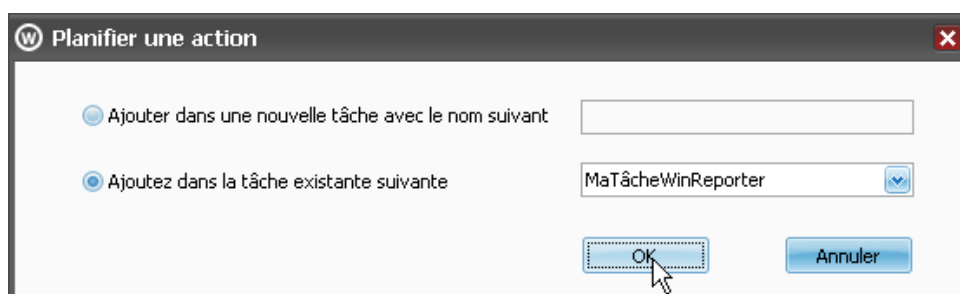 W Planifier une action
Ajouter dans une nouvelle tâche avec le nom suivant
Ajoutez dans la tâche existante suivante MaTâcheWinReporter
OK Annuler